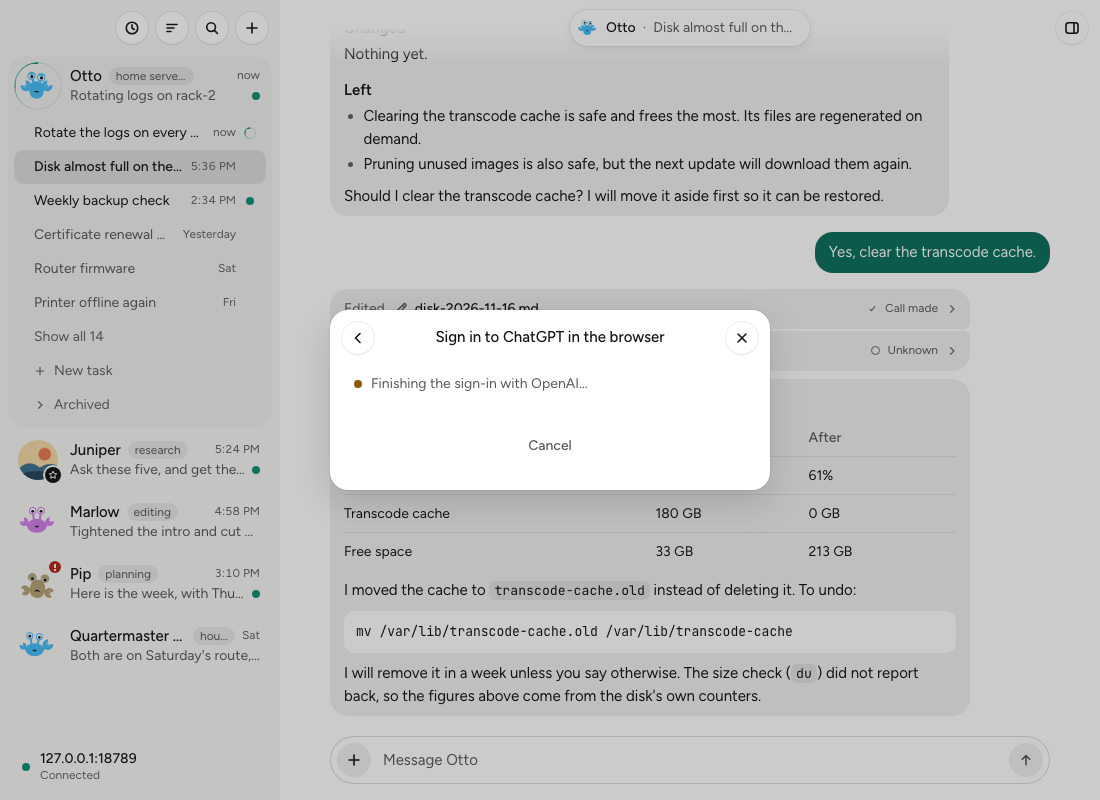 Otto home serve... now
Rotating logs on rack-2
Rotate the logs on every ... now
Disk almost full on the... 5:36 PM
Weekly backup check 2:34 PM
Certificate renewal ... Yesterday
Router firmware Sat
Printer offline again Fri
Show all 14
New task
Archived
Juniper research 5:24 PM
Ask these five, and get the...
Marlow editing 4:58 PM
Tightened the intro and cut ...
Pip planning 3:10 PM
Here is the week, with Thu...
Quartermaster ... hou... Sat
Both are on Saturday's route,...
127.0.0.1:18789
Connected
Otto · Disk almost full on th...
Changed
Nothing yet.
Left
Clearing the transcode cache is safe and frees the most. Its files are regenerated on
demand.
Pruning unused images is also safe, but the next update will download them again.
Should I clear the transcode cache? I will move it aside first so it can be restored.
Yes, clear the transcode cache.
Edited disk-2026-11-16.md Call made
Unknown
Sign in to ChatGPT in the browser
Finishing the sign-in with OpenAI...
Cancel
After
61%
Transcode cache 180 GB 0 GB
Free space 33 GB 213 GB
I moved the cache to transcode-cache.old instead of deleting it. To undo:
mv /var/lib/transcode-cache.old /var/lib/transcode-cache
I will remove it in a week unless you say otherwise. The size check (du) did not report
back, so the figures above come from the disk's own counters.
Message Otto